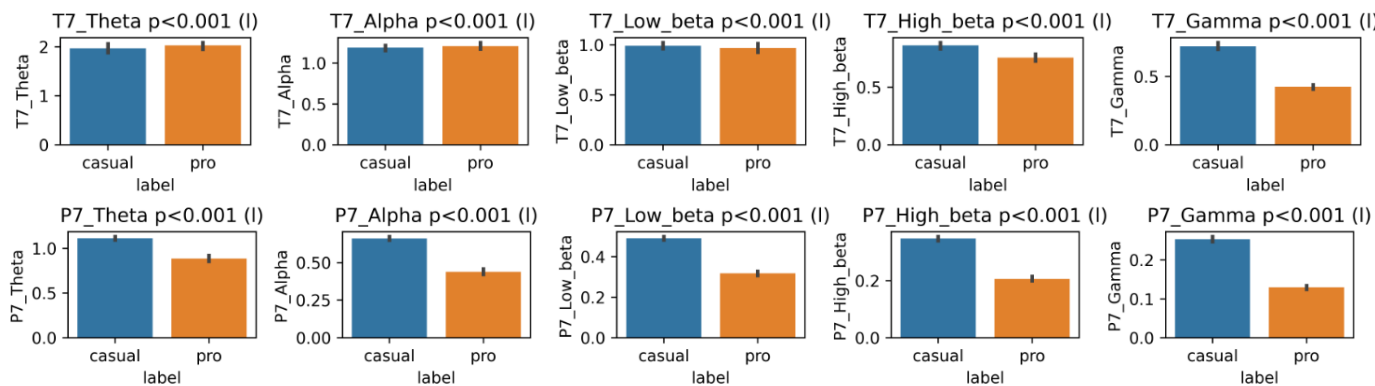 T7_Theta p<0.001 (l)
T7_Theta
2
1
0
casual
pro
label
T7_Alpha p<0.001 (l)
T7_Alpha
1.0
0.5
0.0
casual
pro
label
T7_Low_beta p<0.001 (l)
T7_Low_beta
1.0
0.5
0.0
casual
pro
label
T7_High_beta p<0.001 (l)
T7_High_beta
0.5
0.0
casual
pro
label
T7_Gamma p<0.001 (l)
T7_Gamma
0.5
0.0
casual
pro
label
P7_Theta p<0.001 (l)
P7_Theta
1.0
0.5
0.0
casual
pro
label
P7_Alpha p<0.001 (l)
P7_Alpha
0.50
0.25
0.00
casual
pro
label
P7_Low_beta p<0.001 (l)
P7_Low_beta
0.4
0.2
0.0
casual
pro
label
P7_High_beta p<0.001 (l)
P7_High_beta
0.2
0.0
casual
pro
label
P7_Gamma p<0.001 (l)
P7_Gamma
0.2
0.1
0.0
casual
pro
label